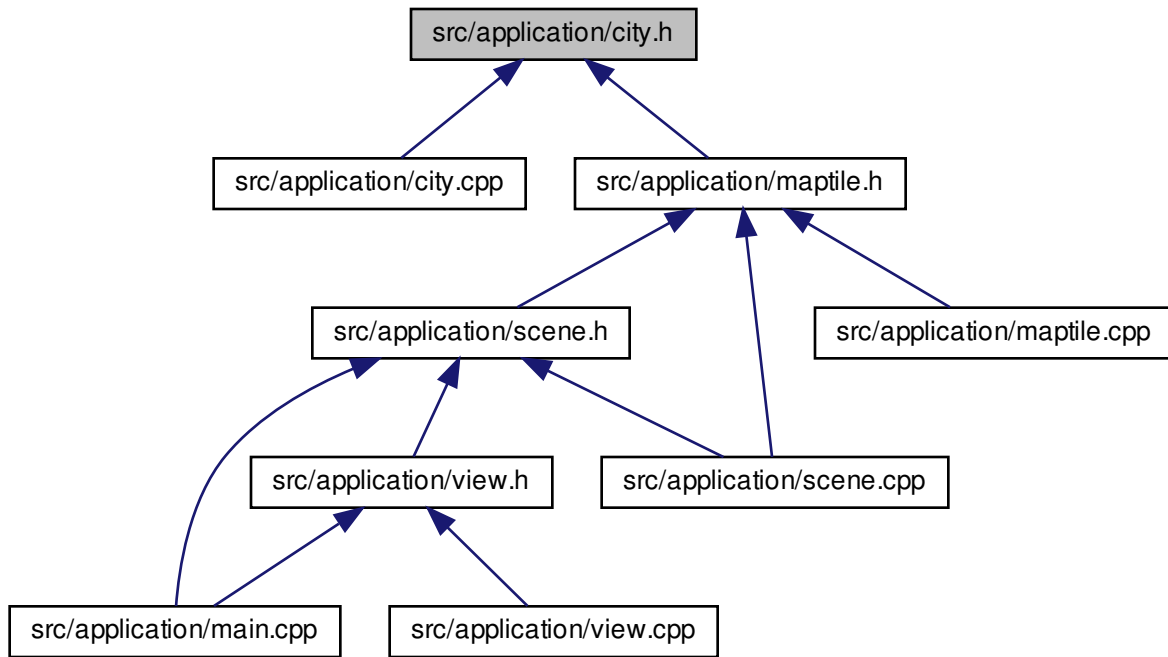 src/application/city.h
src/application/city.cpp
src/application/maptile.h
src/application/scene.h
src/application/maptile.cpp
src/application/view.h
src/application/scene.cpp
src/application/main.cpp
src/application/view.cpp